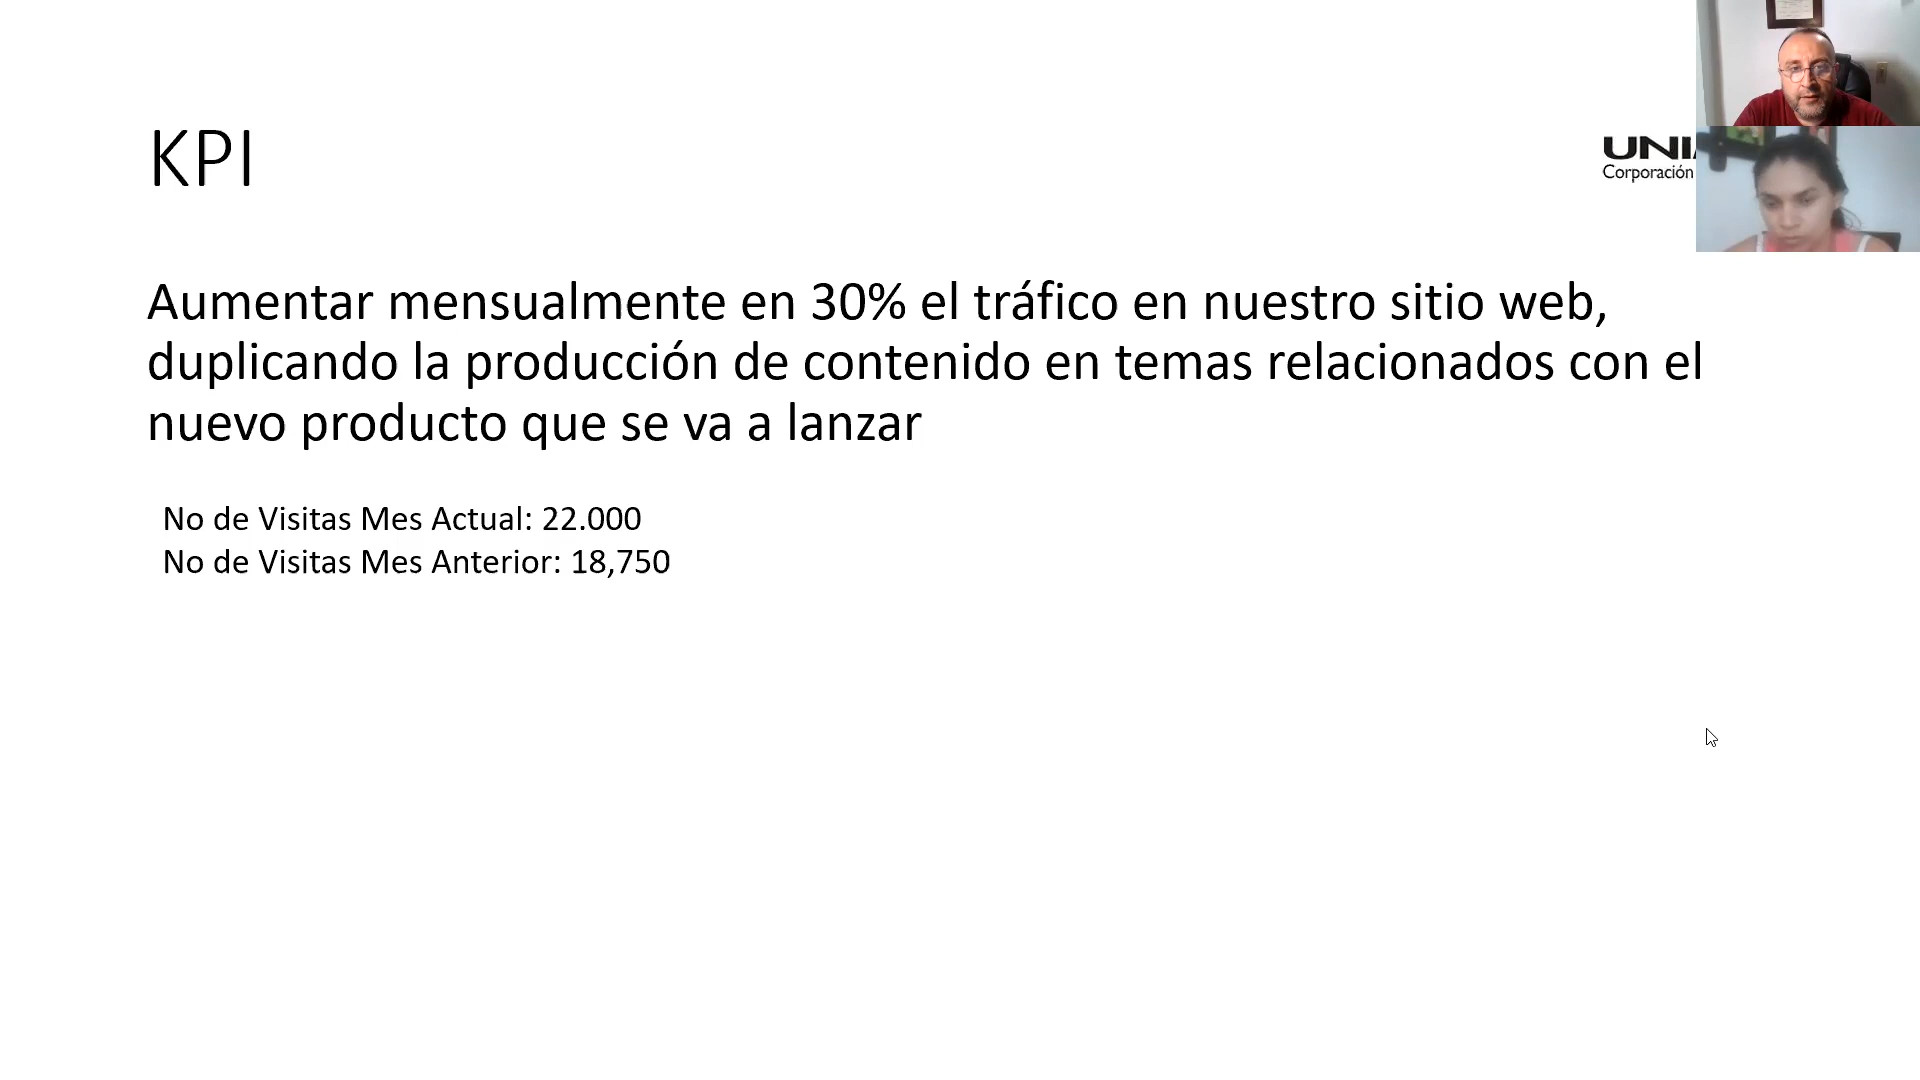 KPI
UNI
Corporación
Aumentar mensualmente en 30% el tráfico en nuestro sitio web,
duplicando la producción de contenido en temas relacionados con el
nuevo producto que se va a lanzar
No de Visitas Mes Actual: 22.000
No de Visitas Mes Anterior: 18,750